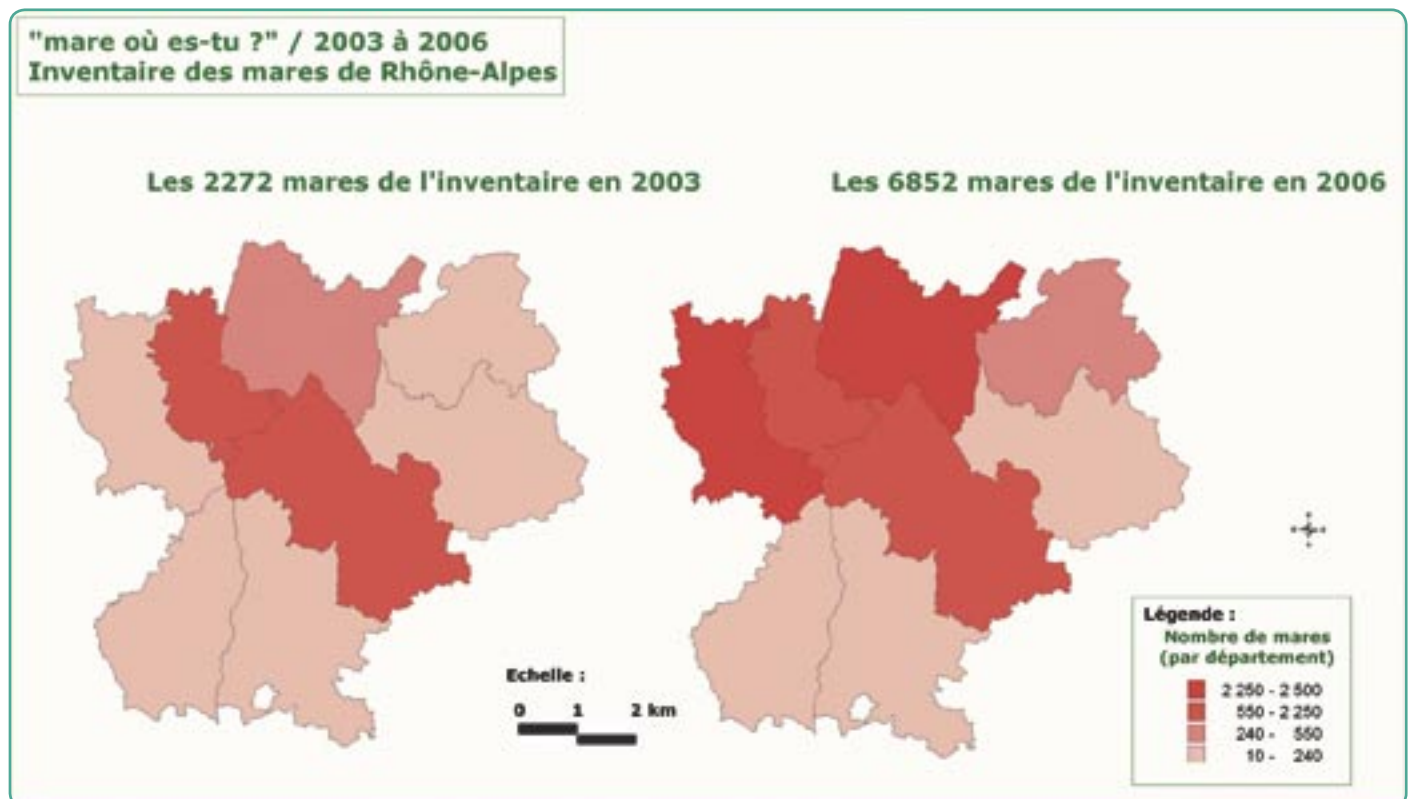 "mare où es-tu ?" / 2003 à 2006
Inventaire des mares de Rhône-Alpes
Les 2272 mares de l'inventaire en 2003
Les 6852 mares de l'inventaire en 2006
Echelle :
0 1 2 km
Légende :
Nombre de mares
(par département)
2 250 - 2 500
550 - 2 250
240 - 550
10 - 240